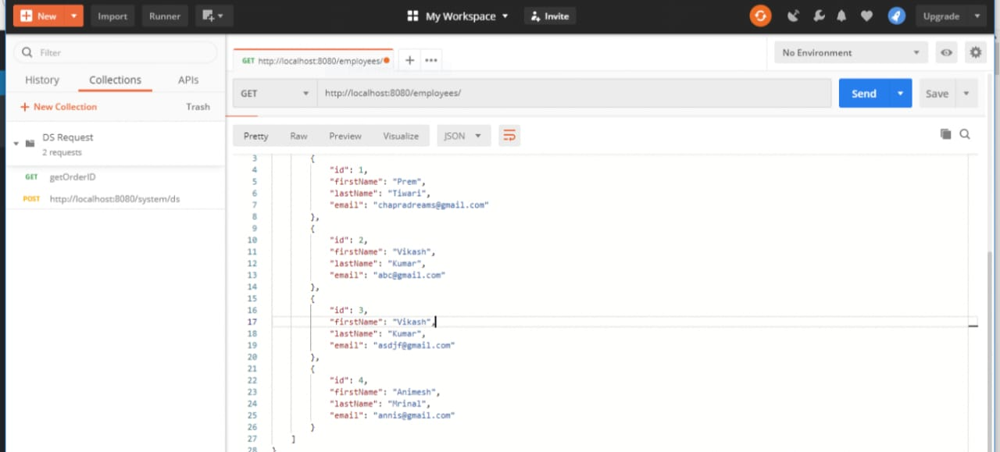 New
Import
Runner
My Workspace
Invite
Upgrade
Filter
History
Collections
APIs
+ New Collection
Trash
DS Request
2 requests
GET getOrderID
POST http://localhost:8080/system/ds
GET http://localhost:8080/employees/
+ •••
No Environment
GET
http://localhost:8080/employees/
Send
Save
Pretty
Raw
Preview
Visualize
JSON
3 {
4 "id": 1,
5 "firstName": "Prem",
6 "lastName": "Tiwari",
7 "email": "chapradreams@gmail.com"
8 },
9 {
10 "id": 2,
11 "firstName": "Vikash",
12 "lastName": "Kumar",
13 "email": "abc@gmail.com"
14 },
15 {
16 "id": 3,
17 "firstName": "Vikash",
18 "lastName": "Kumar",
19 "email": "asdjf@gmail.com"
20 },
21 {
22 "id": 4,
23 "firstName": "Animesh",
24 "lastName": "Mrinal",
25 "email": "annis@gmail.com"
26 }
27 ]
28 }